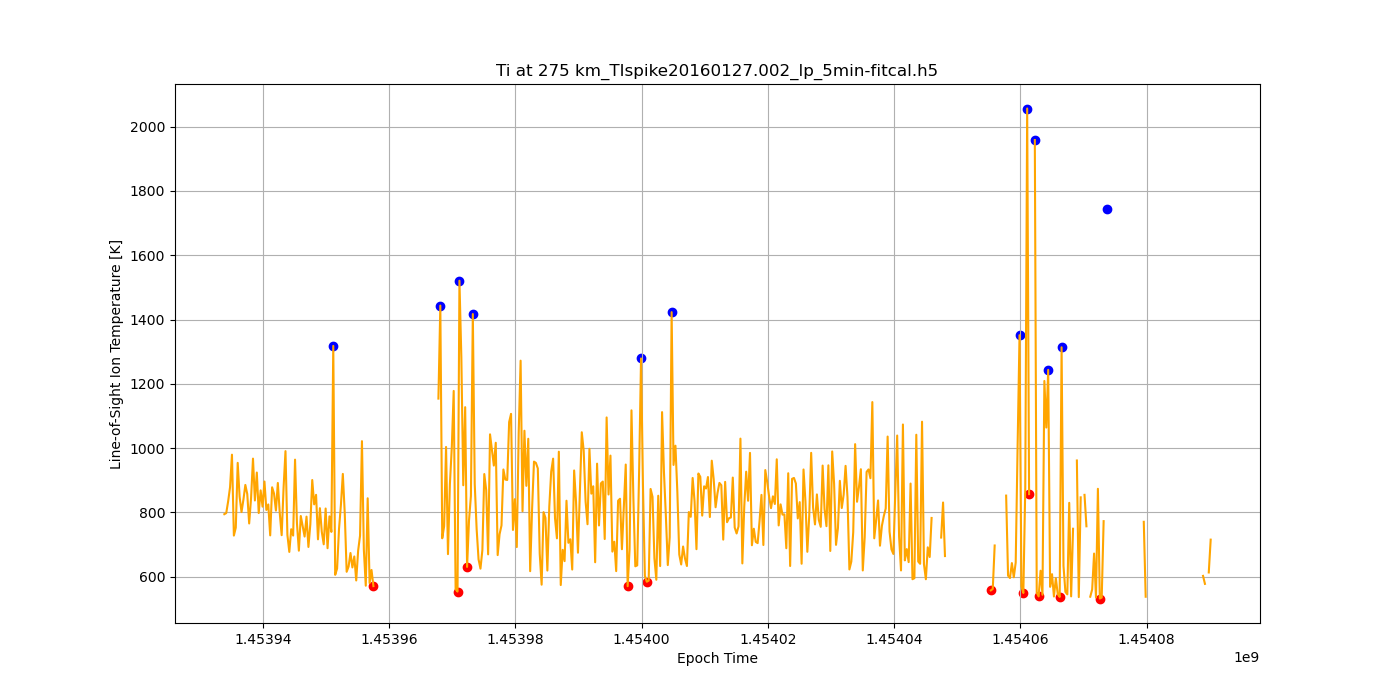 Ti at 275 km_TIspike20160127.002_lp_5min-fitcal.h5
Line-of-Sight Ion Temperature [K]
2000
1800
1600
1400
1200
1000
800
600
1.45394 1.45396 1.45398 1.45400 1.45402 1.45404 1.45406 1.45408
Epoch Time
1e9